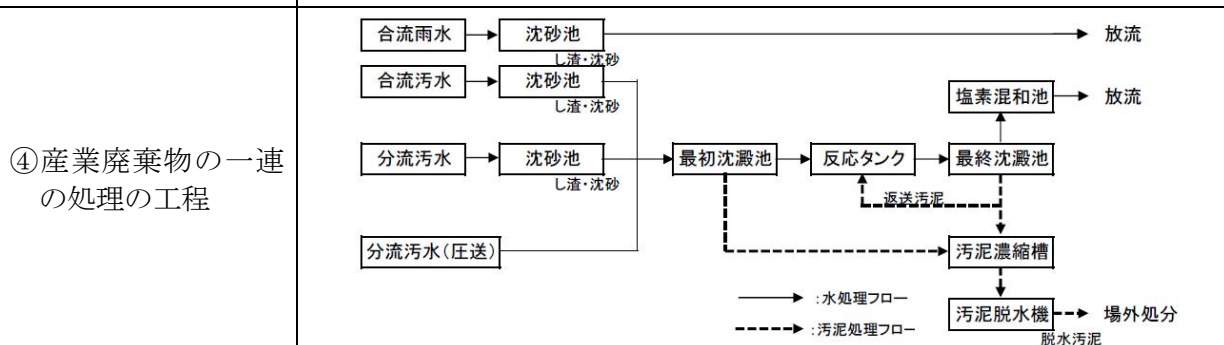 ④産業廃棄物の一連
の処理の工程
合流雨水
沈砂池
放流
し渣・沈砂
合流汚水
沈砂池
し渣・沈砂
塩素混和池
放流
分流汚水
沈砂池
最初沈澱池
反応タンク
最終沈澱池
し渣・沈砂
返送汚泥
分流汚水(圧送)
汚泥濃縮槽
:水処理フロー
:汚泥処理フロー
汚泥脱水機
場外処分
脱水汚泥